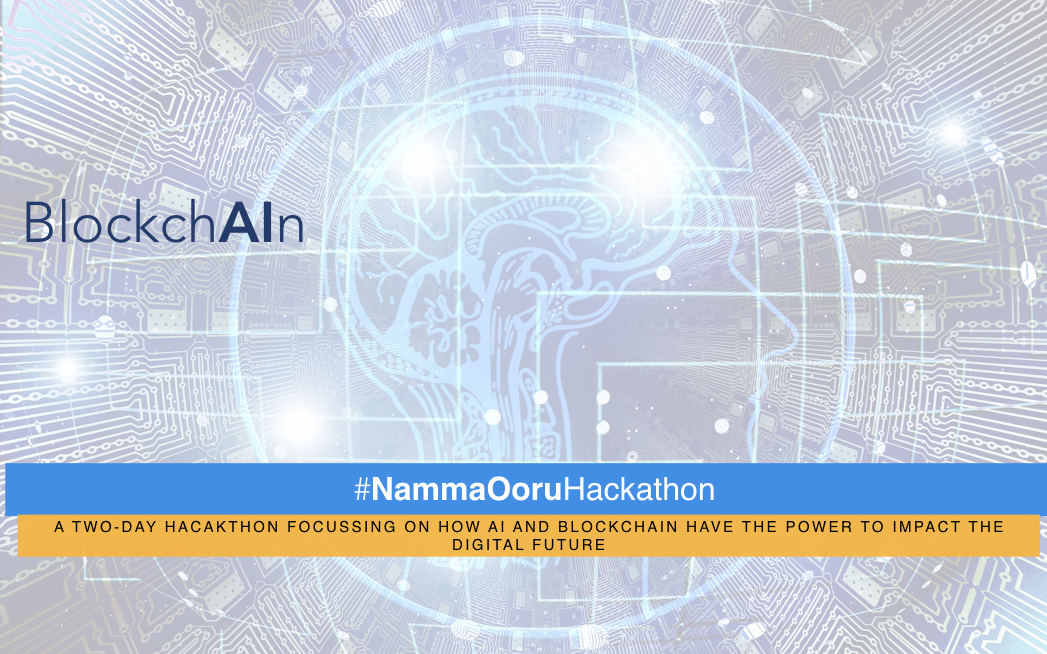 BlockchAIn
#NammaOoruHackathon
A TWO-DAY HACAKTHON FOCUSSING ON HOW AI AND BLOCKCHAIN HAVE THE POWER TO IMPACT THE
DIGITAL FUTURE